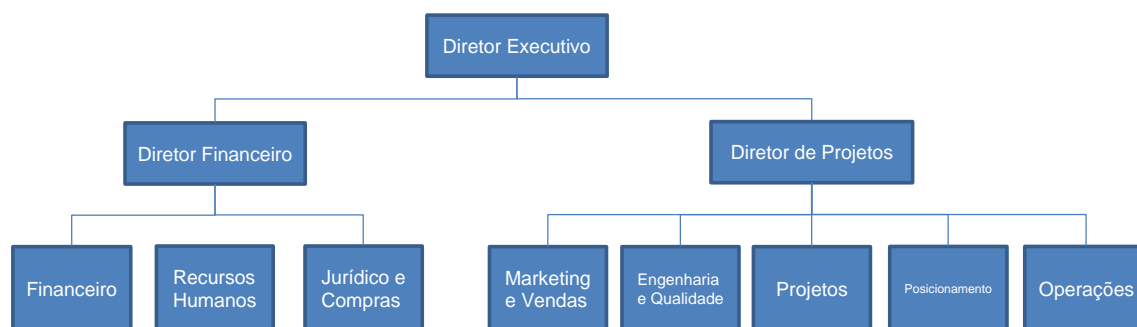 Diretor Executivo
Diretor Financeiro
Diretor de Projetos
Financeiro
Recursos
Humanos
Jurídico e
Compras
Marketing
e Vendas
Engenharia
e Qualidade
Projetos
Posicionamento
Operações